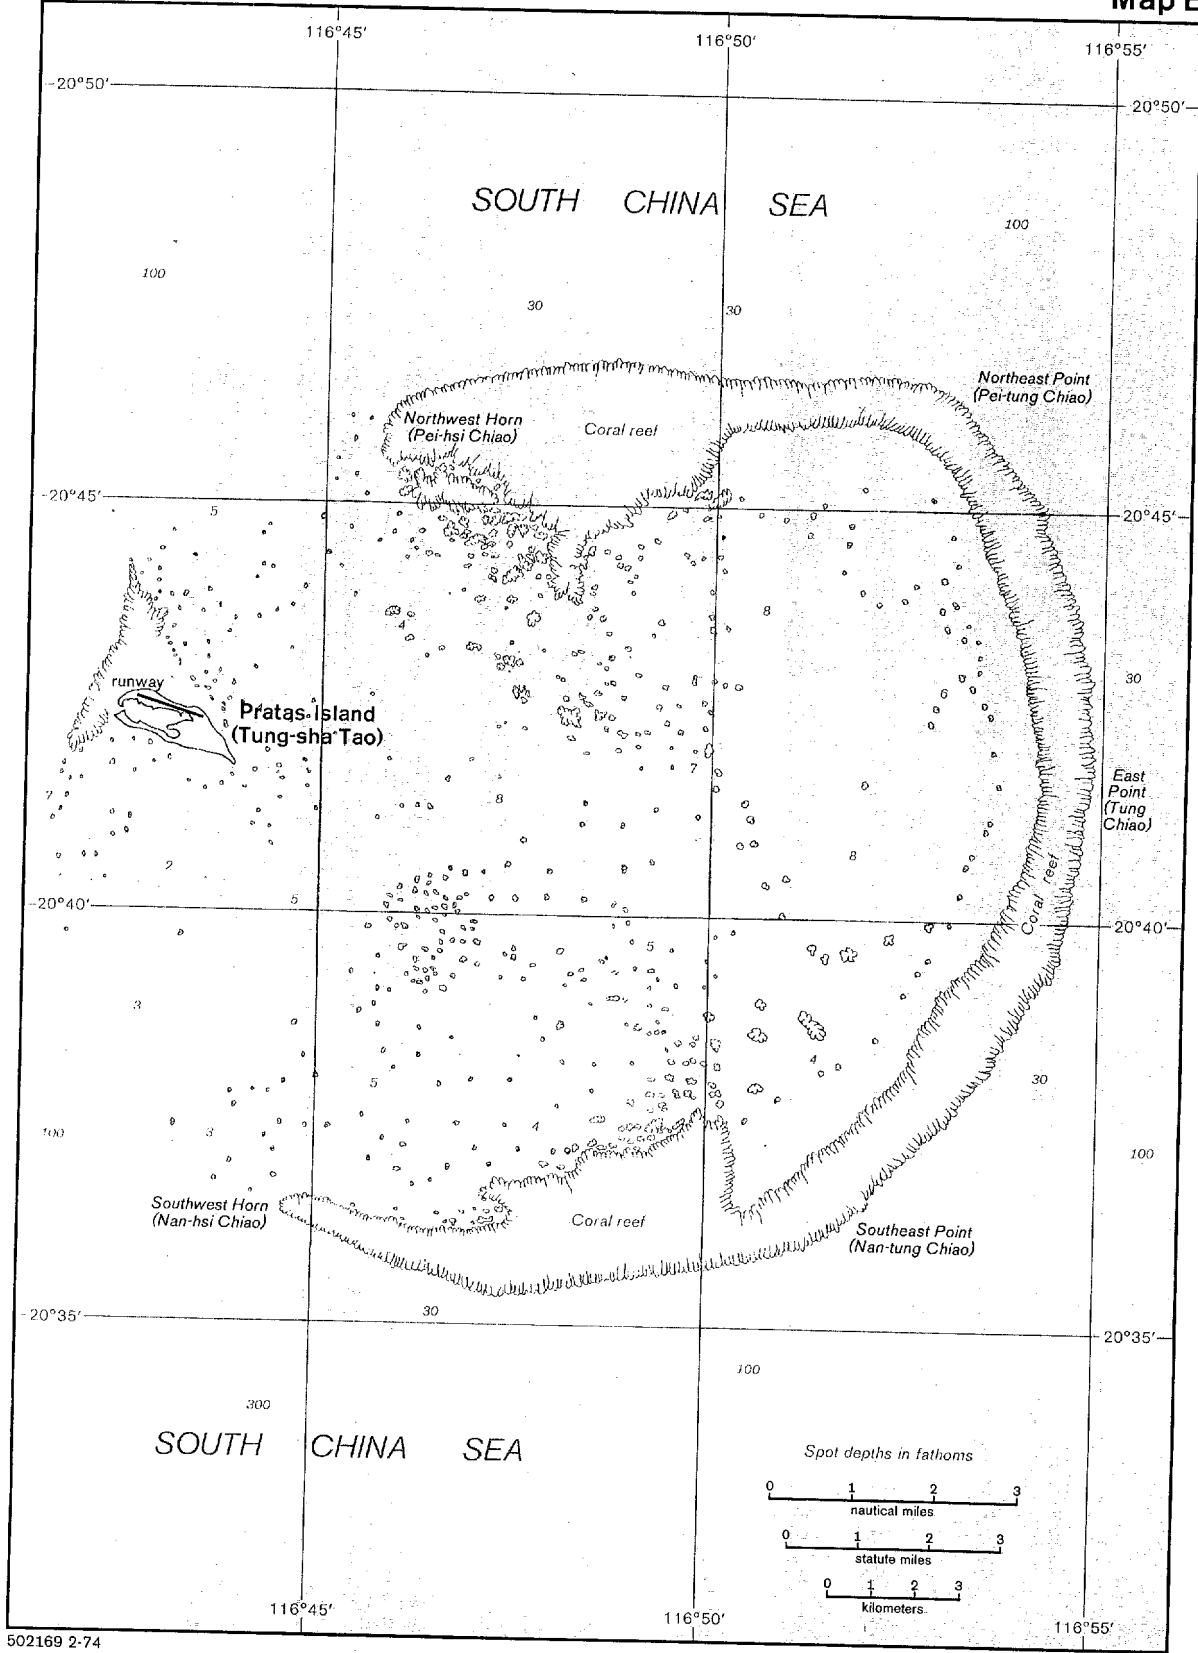 Map E
116°45′
116°50′
116°55′
20°50′
20°50′
SOUTH CHINA SEA
100
100
30
30
Northeast Point
(Pei-tung Chiao)
Northwest Horn
(Pei-hsi Chiao)
Coral reef
20°45′
20°45′
5
8
4
30
8
6
runway
Pratas Island
(Tung-sha Tao)
7
7
8
East
Point
(Tung
Chiao)
8
2
Coral reef
5
20°40′
20°40′
5
3
4
5
30
100
3
4
100
Southwest Horn
(Nan-hsi Chiao)
Coral reef
Southeast Point
(Nan-tung Chiao)
30
20°35′
20°35′
100
300
SOUTH CHINA SEA
Spot depths in fathoms
0 1 2 3
nautical miles
0 1 2 3
statute miles
0 1 2 3
kilometers
116°45′
116°50′
116°55′
502169 2-74